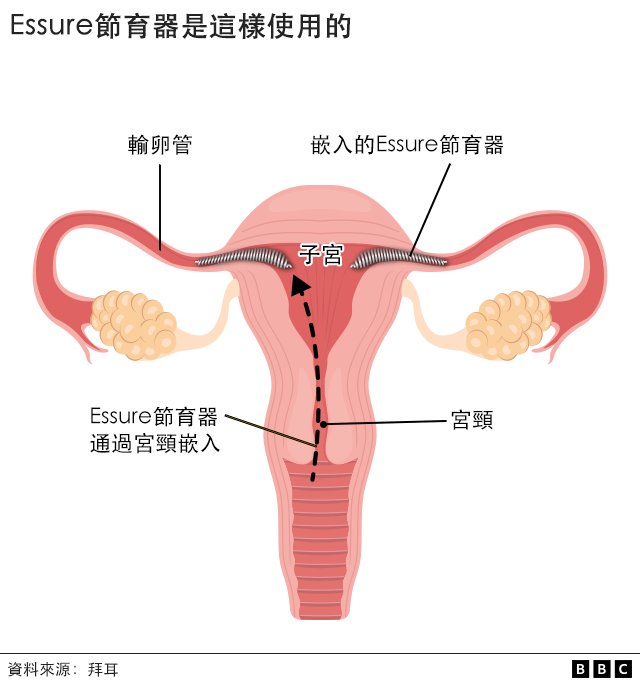 Essure節育器是這樣使用的
輸卵管
嵌入的Essure節育器
子宮
Essure節育器
通過宮頸嵌入
宮頸
資料來源：拜耳
BBC